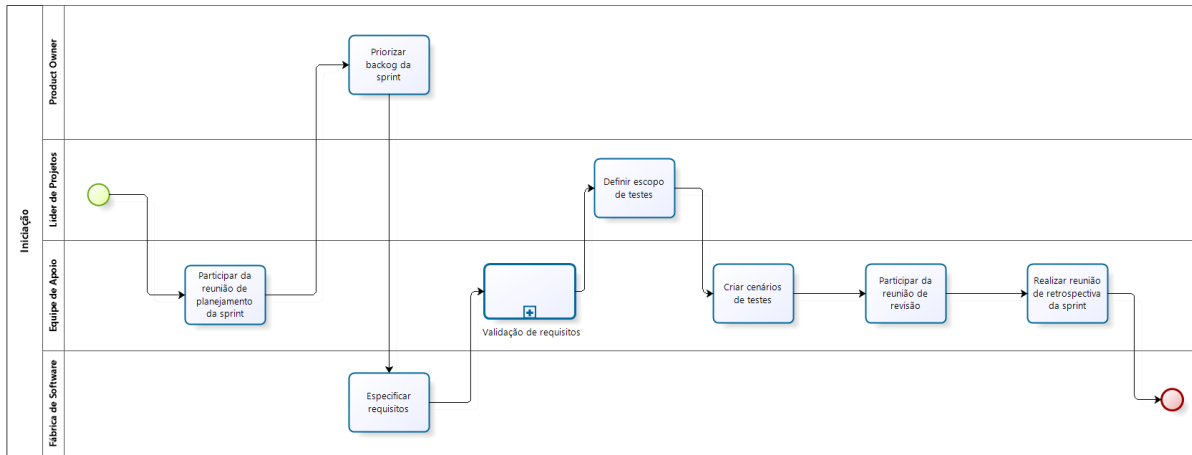 Iniciação
Product Owner
Priorizar
backog da
sprint
Líder de Projetos
Definir escopo
de testes
Equipe de Apoio
Participar da
reunião de
planejamento
da sprint
Validação de requisitos
Criar cenários
de testes
Participar da
reunião de
revisão
Realizar reunião
de retrospectiva
da sprint
Fábrica de Software
Especificar
requisitos